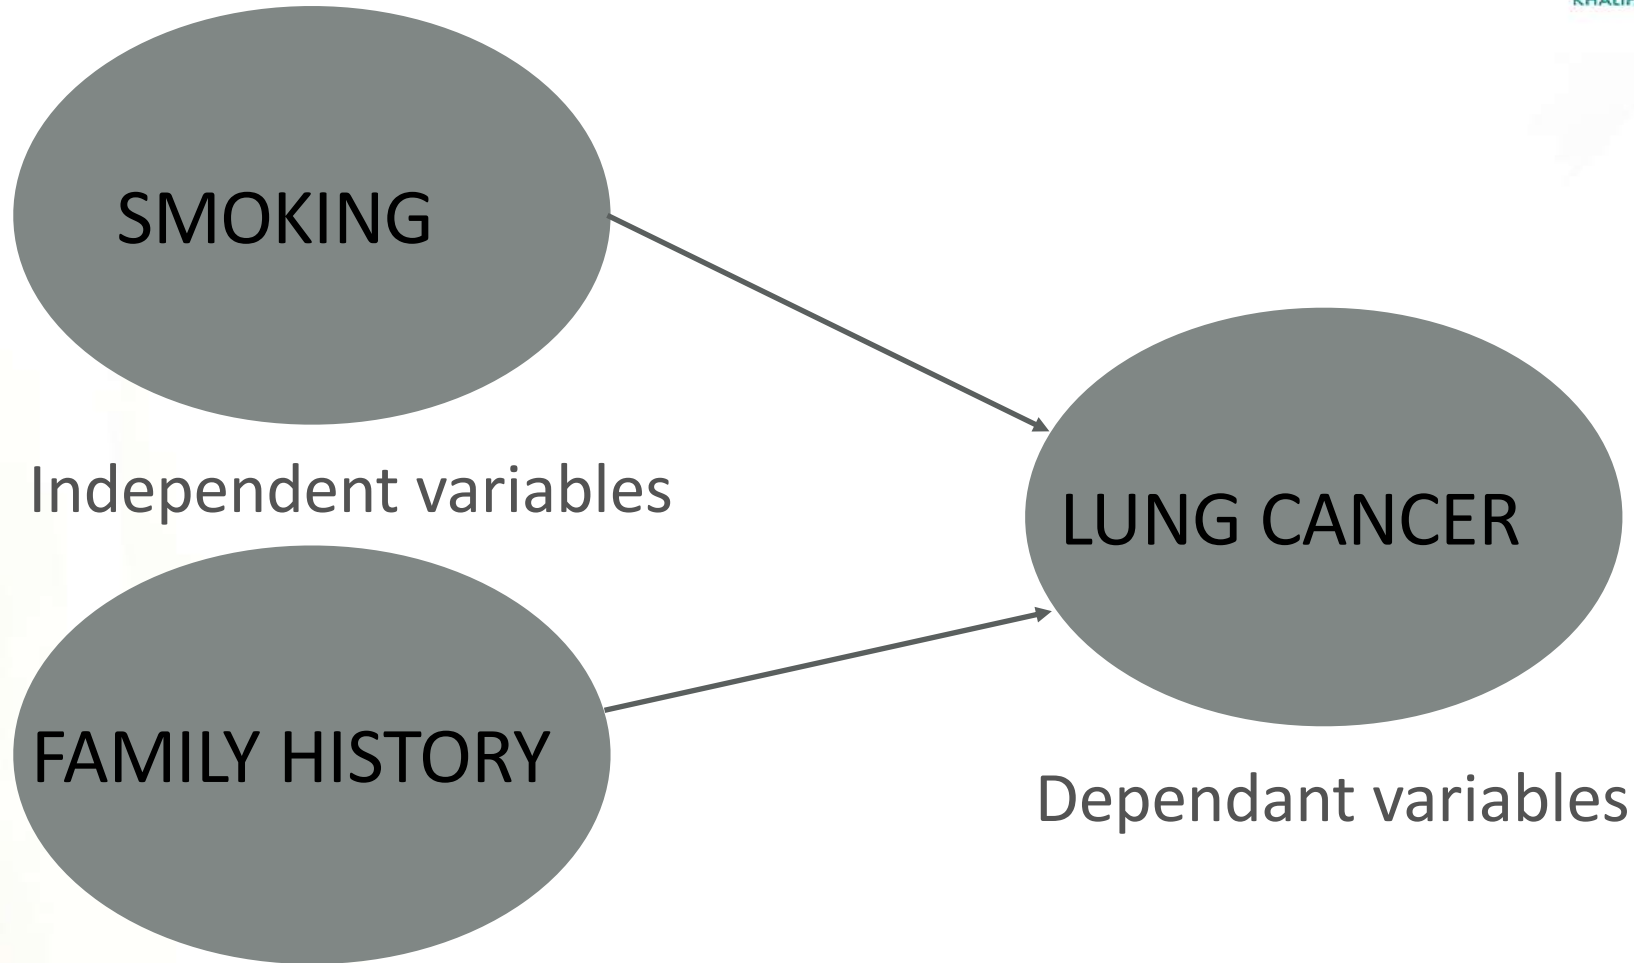 SMOKING
Independent variables
LUNG CANCER
FAMILY HISTORY
Dependant variables